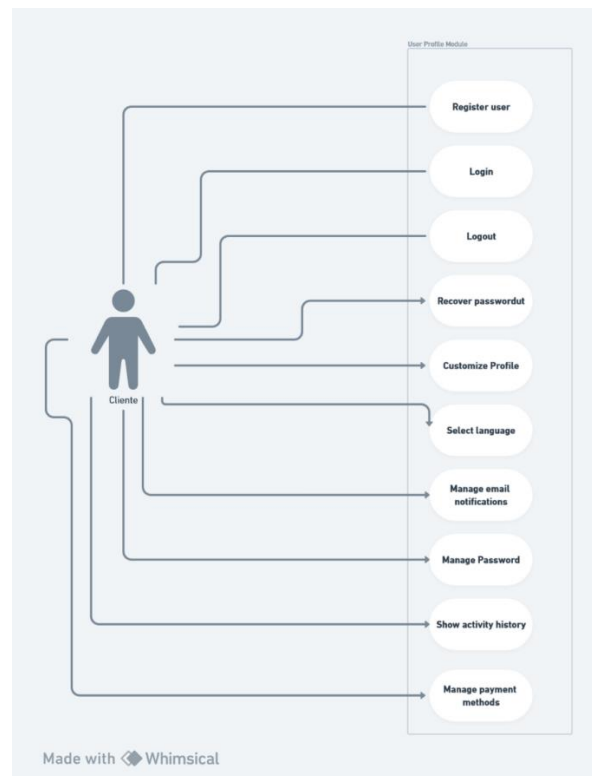 User Profile Module
Register user
Login
Logout
Recover passwordut
Customize Profile
Cliente
Select language
Manage email
notifications
Manage Password
Show activity history
Manage payment
methods
Made with Whimsical